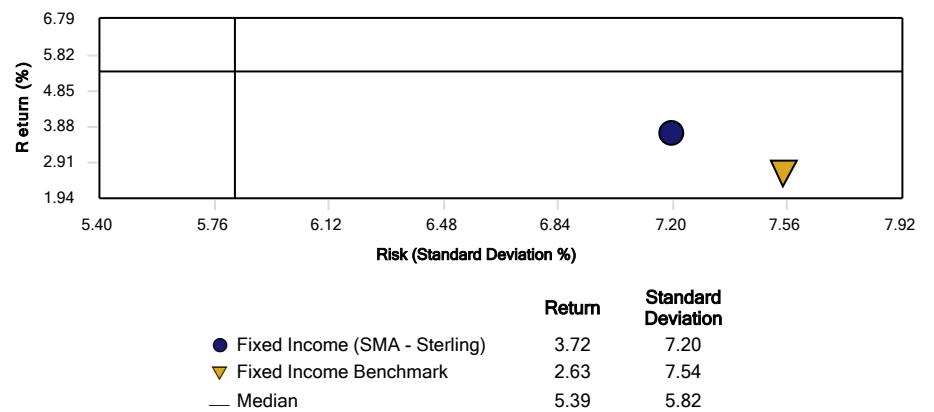 6.79
5.82
4.85
3.88
2.91
1.94
Return (%)
5.40 5.76 6.12 6.48 6.84 7.20 7.56 7.92
Risk (Standard Deviation %)
Return Standard Deviation
Fixed Income (SMA - Sterling) 3.72 7.20
Fixed Income Benchmark 2.63 7.54
Median 5.39 5.82